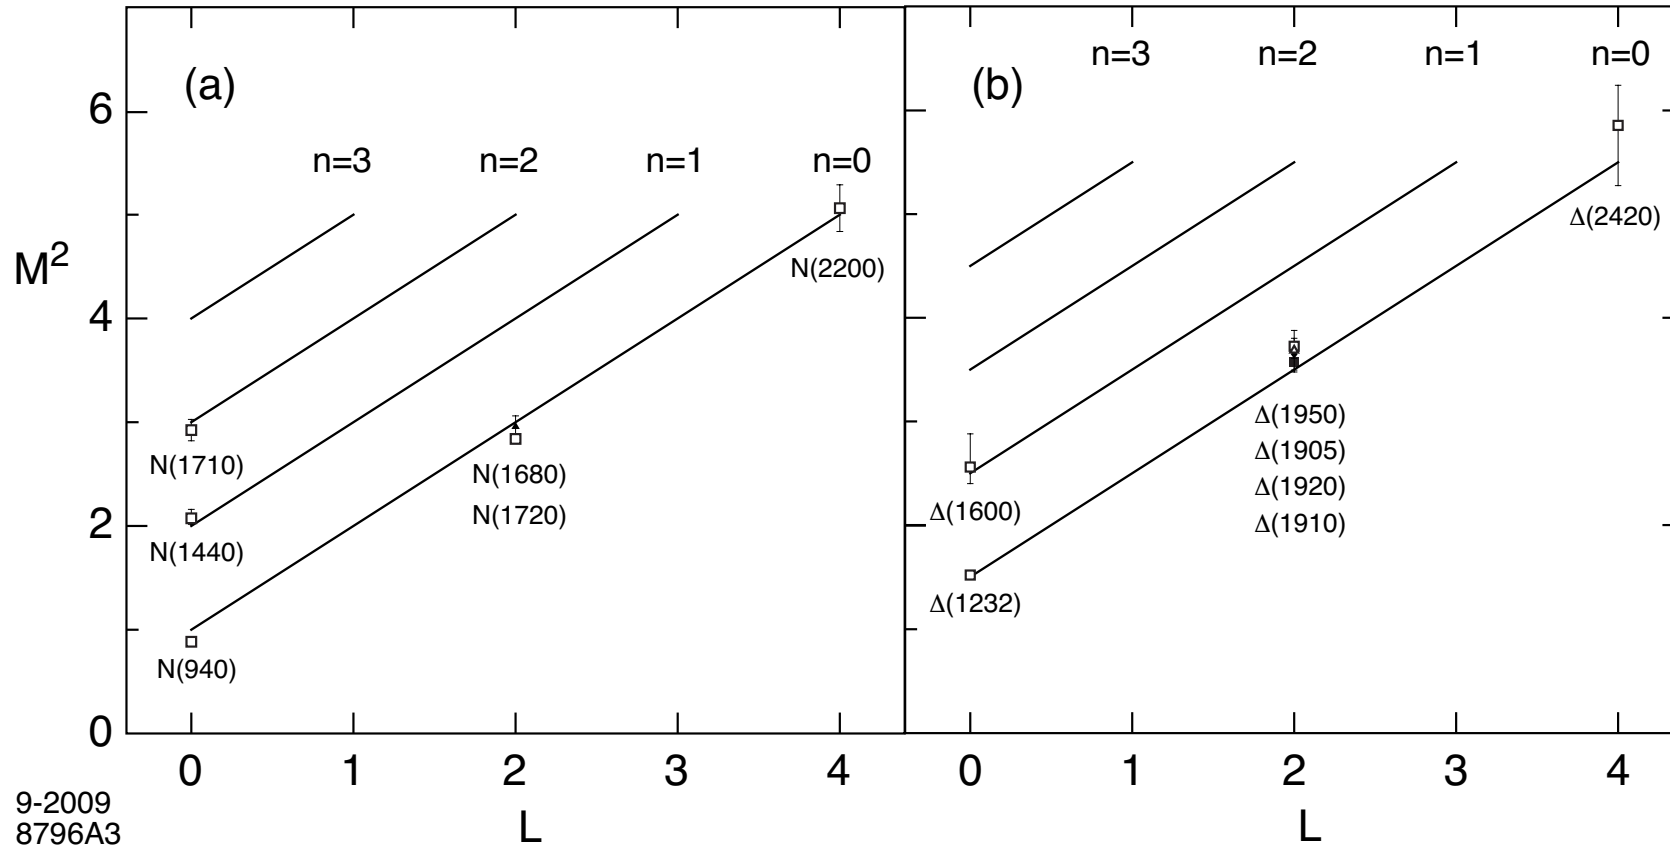 n=3 n=2 n=1 n=0
(a) (b)
6
n=3 n=2 n=1 n=0
Δ(2420)
M²
N(2200)
4
Δ(1950)
N(1710) N(1680) Δ(1905)
Δ(1920)
N(1720) Δ(1600) Δ(1910)
2
N(1440)
Δ(1232)
N(940)
0
0 1 2 3 4 0 1 2 3 4
9-2009
8796A3 L L